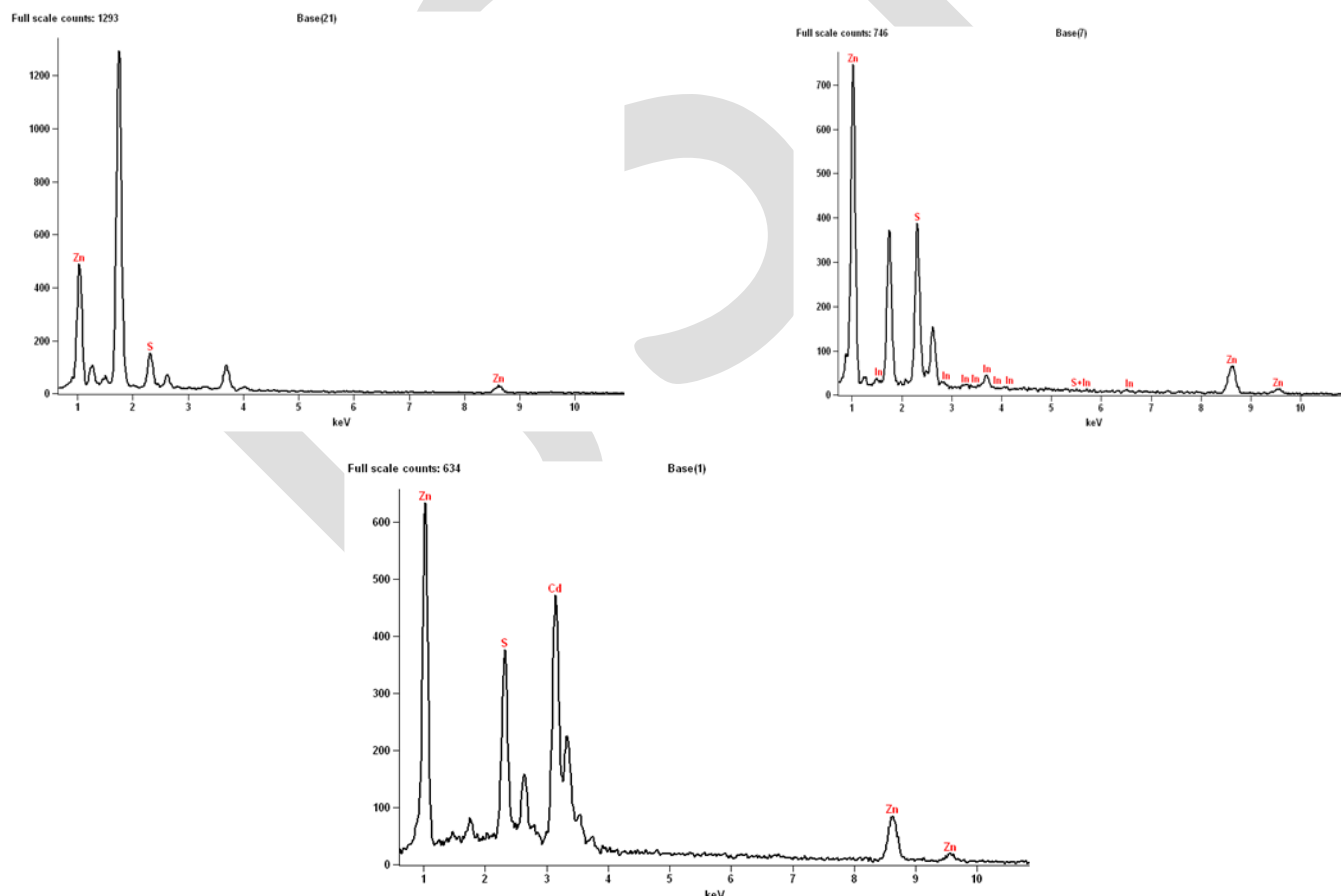 Full scale counts: 1293 Base(21)
1200
1000
800
600
400
200
0
Zn
S
Zn
1 2 3 4 5 6 7 8 9 10
keV
Full scale counts: 746 Base(7)
700
600
500
400
300
200
100
0
Zn
S
In In In In In In In S+In In Zn Zn
1 2 3 4 5 6 7 8 9 10
keV
Full scale counts: 634 Base(1)
600
500
400
300
200
100
0
Zn
S
Cd
Zn
Zn
1 2 3 4 5 6 7 8 9 10
keV